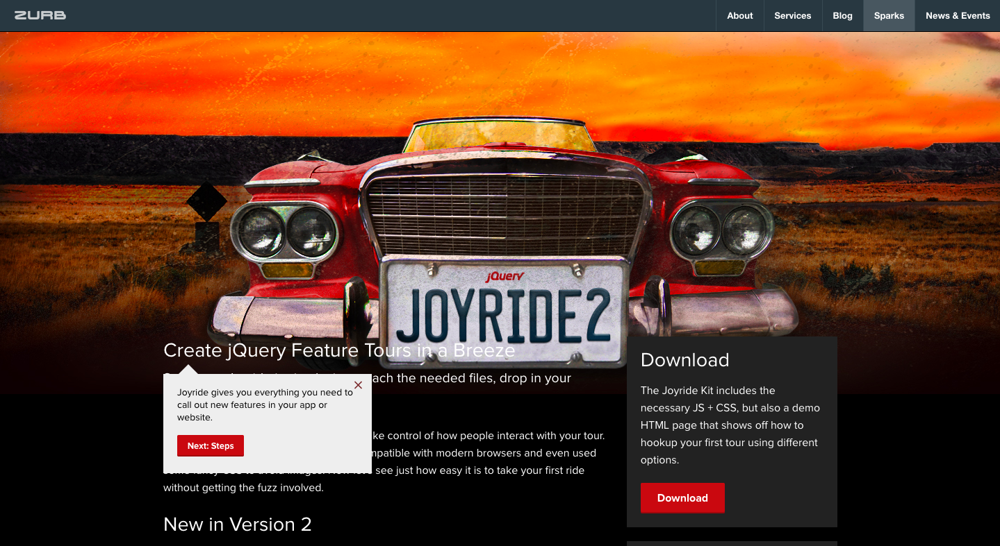 ZURB
About
Services
Blog
Sparks
News & Events
jQuery
JOYRIDE2
Create jQuery Feature Tours in a Breeze
ach the needed files, drop in your
Joyride gives you everything you need to
call out new features in your app or
website.
Next: Steps
ke control of how people interact with your tour.
mpatible with modern browsers and even used
see just how easy it is to take your first ride
without getting the fuzz involved.
New in Version 2
Download
The Joyride Kit includes the
necessary JS + CSS, but also a demo
HTML page that shows off how to
hookup your first tour using different
options.
Download